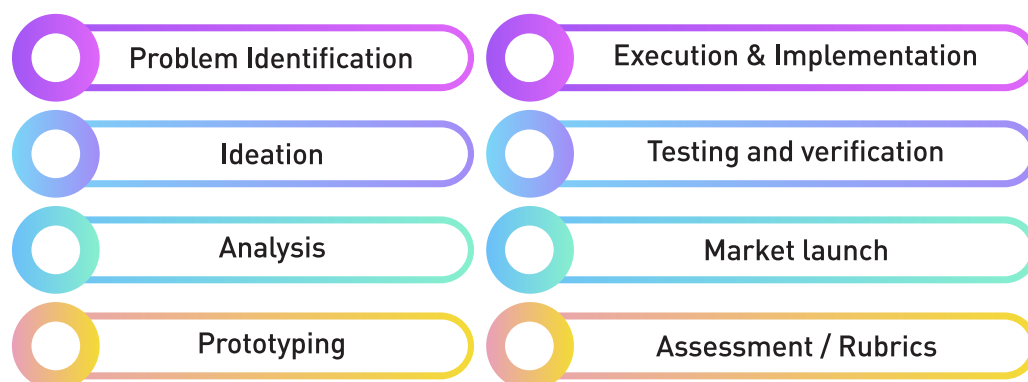 Problem Identification
Ideation
Analysis
Prototyping
Execution & Implementation
Testing and verification
Market launch
Assessment / Rubrics